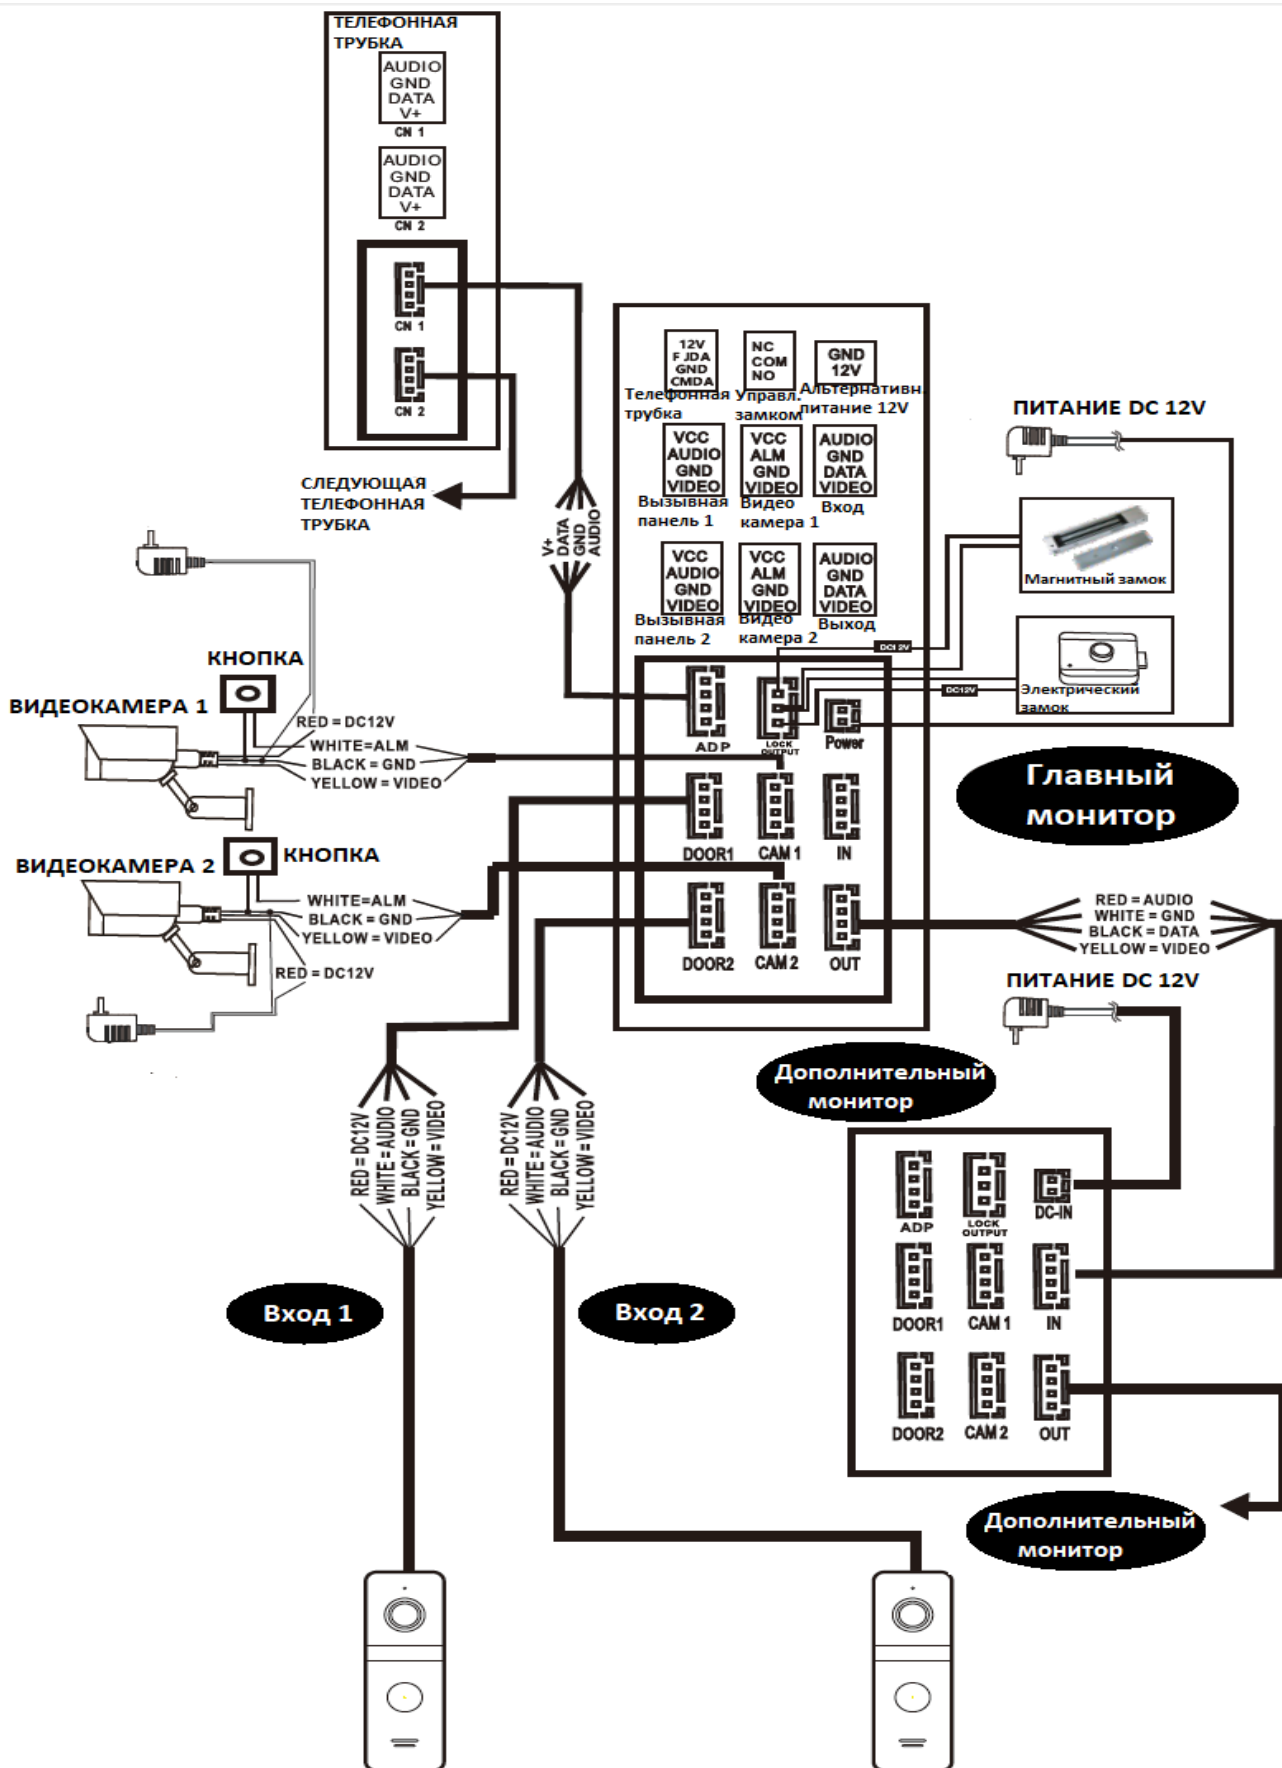 ТЕЛЕФОННАЯ
ТРУБКА
AUDIO
GND
DATA
V+
CN 1
AUDIO
GND
DATA
V+
CN 2
CN 1
CN 2
СЛЕДУЮЩАЯ
ТЕЛЕФОННАЯ
ТРУБКА
V+
DATA
GND
AUDIO
12V
F JDA
GND
CMDA
Телефонная
трубка
NC
COM
NO
Управл.
замком
GND
12V
Альтернативн.
питание 12V
VCC
AUDIO
GND
VIDEO
Вызывная
панель 1
VCC
ALM
GND
VIDEO
Видео
камера 1
AUDIO
GND
DATA
VIDEO
Вход
VCC
AUDIO
GND
VIDEO
Вызывная
панель 2
VCC
ALM
GND
VIDEO
Видео
камера 2
AUDIO
GND
DATA
VIDEO
Выход
ПИТАНИЕ DC 12V
Магнитный замок
DC12V
DC12V
Электрический
замок
ADP
LOCK
OUTPUT
Power
DOOR1
CAM 1
IN
DOOR2
CAM 2
OUT
Главный
монитор
КНОПКА
ВИДЕОКАМЕРА 1
RED = DC12V
WHITE=ALM
BLACK = GND
YELLOW = VIDEO
КНОПКА
ВИДЕОКАМЕРА 2
WHITE=ALM
BLACK = GND
YELLOW = VIDEO
RED = DC12V
RED = AUDIO
WHITE = GND
BLACK = DATA
YELLOW = VIDEO
ПИТАНИЕ DC 12V
Дополнительный
монитор
RED = DC12V
WHITE = AUDIO
BLACK = GND
YELLOW = VIDEO
RED = DC12V
WHITE = AUDIO
BLACK = GND
YELLOW = VIDEO
ADP
LOCK
OUTPUT
DC-IN
DOOR1
CAM 1
IN
DOOR2
CAM 2
OUT
Вход 1
Вход 2
Дополнительный
монитор